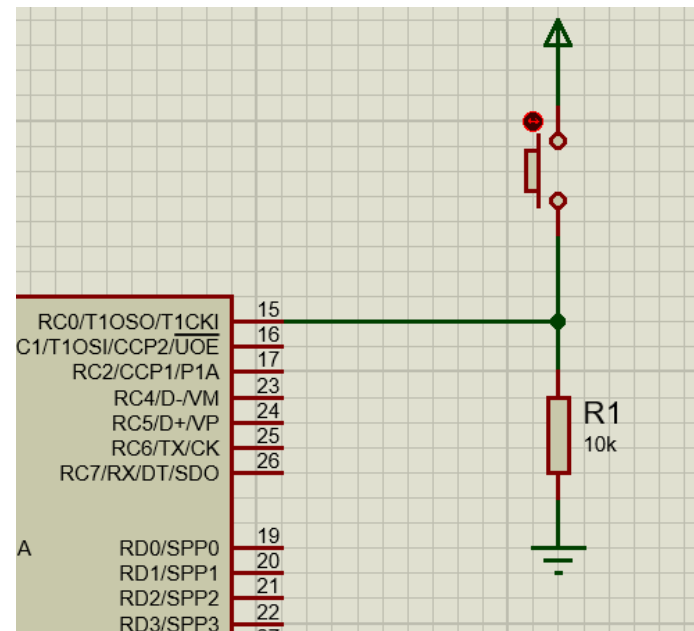 RC0/T1OSO/T1CKI 15
C1/T1OSI/CCP2/UOE 16
RC2/CCP1/P1A 17
RC4/D-/VM 23
RC5/D+/VP 24
RC6/TX/CK 25
RC7/RX/DT/SDO 26
R1
10k
A RD0/SPP0 19
RD1/SPP1 20
RD2/SPP2 21
RD3/SPP3 22